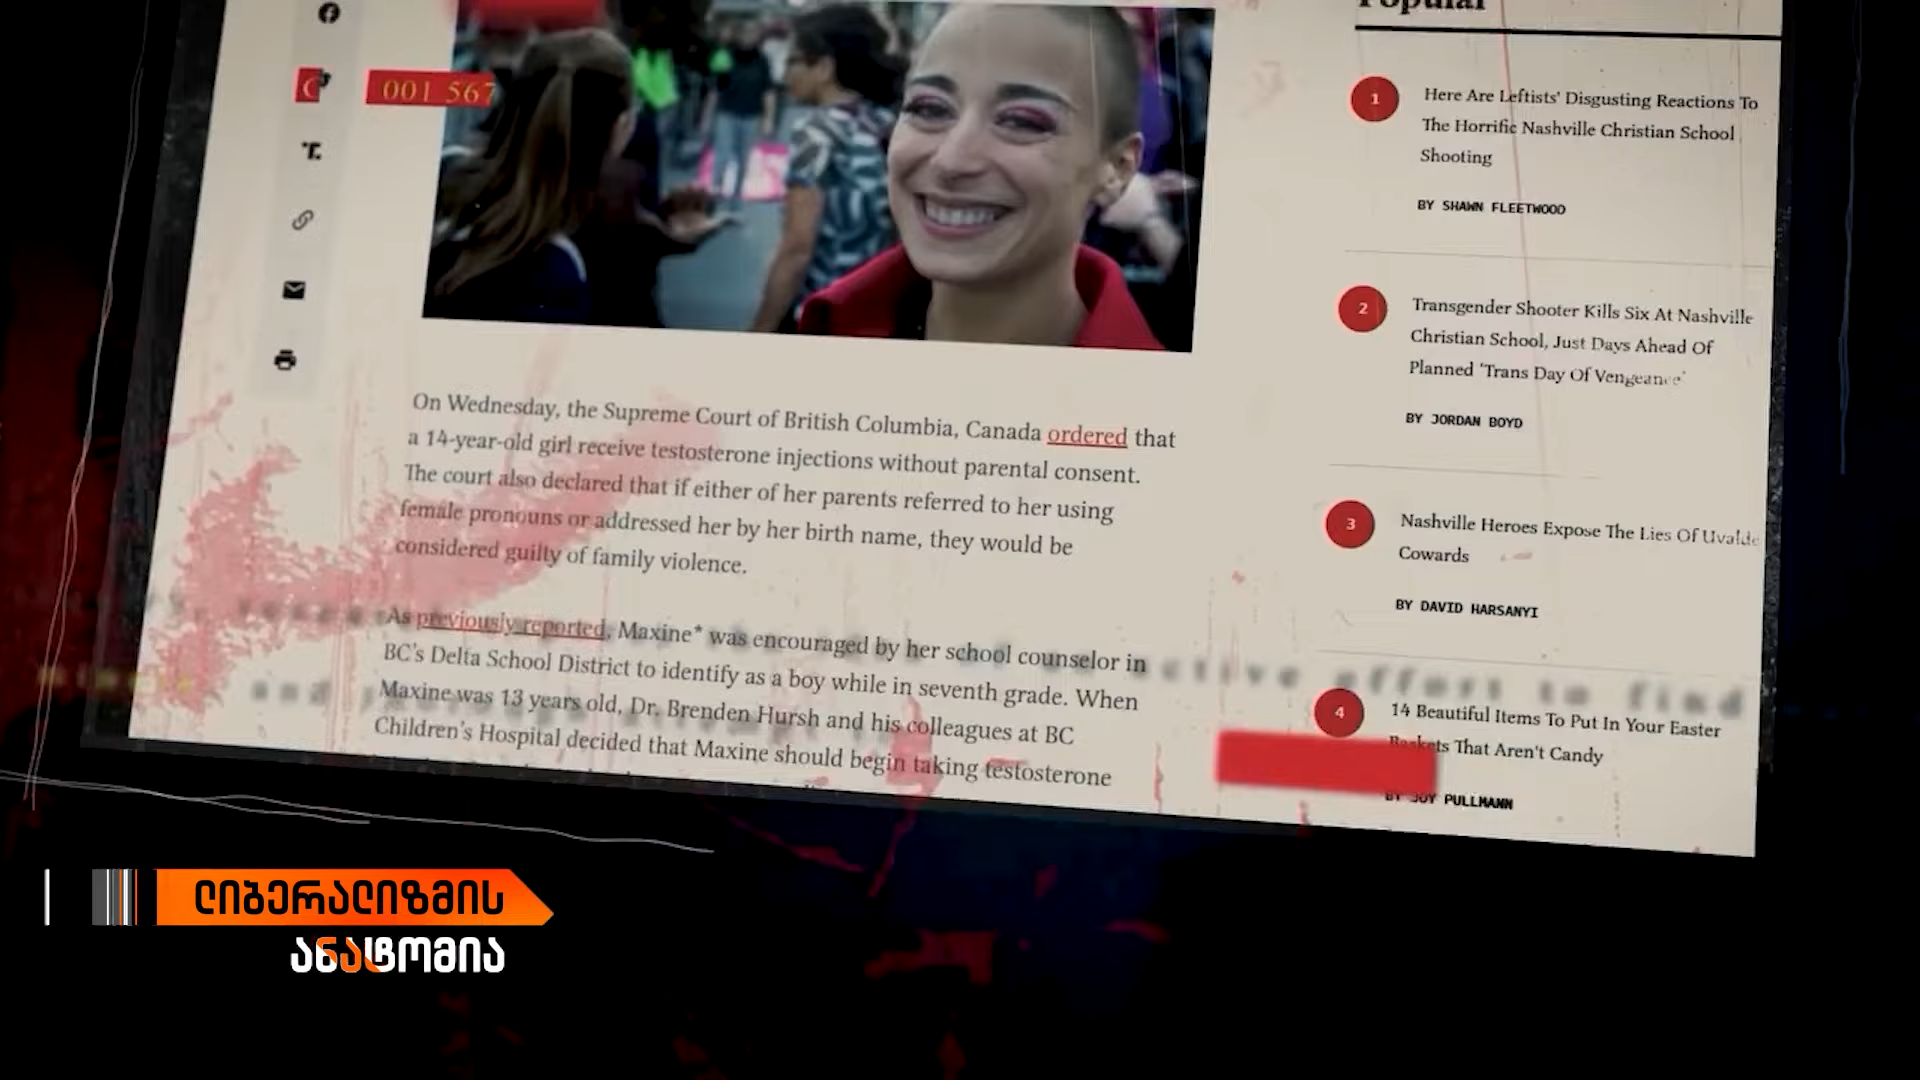 001 567
On Wednesday, the Supreme Court of British Columbia, Canada ordered that
a 14-year-old girl receive testosterone injections without parental consent.
The court also declared that if either of her parents referred to her using
female pronouns or addressed her by her birth name, they would be
considered guilty of family violence.
As previously reported, Maxine* was encouraged by her school counselor in
BC's Delta School District to identify as a boy while in seventh grade. When
Maxine was 13 years old, Dr. Brenden Hursh and his colleagues at BC
Children's Hospital decided that Maxine should begin taking testosterone
Popular
1
Here Are Leftists' Disgusting Reactions To
The Horrific Nashville Christian School
Shooting
BY SHAWN FLEETWOOD
2
Transgender Shooter Kills Six At Nashville
Christian School, Just Days Ahead Of
Planned 'Trans Day Of Vengeance'
BY JORDAN BOYD
3
Nashville Heroes Expose The Lies Of Uvalde
Cowards
BY DAVID HARSANYI
4
14 Beautiful Items To Put In Your Easter
Baskets That Aren't Candy
BY JOY PULLMANN
effort to find
ლიბერალიზმის
ანატომია